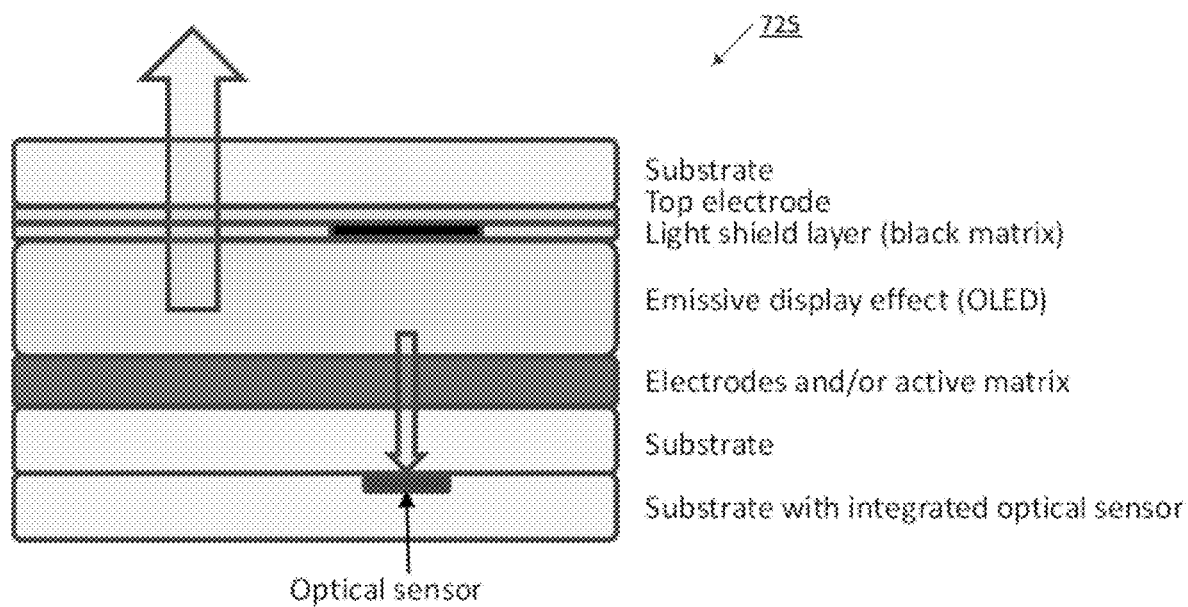 725
Substrate
Top electrode
Light shield layer (black matrix)
Emissive display effect (OLED)
Electrodes and/or active matrix
Substrate
Substrate with integrated optical sensor
Optical sensor